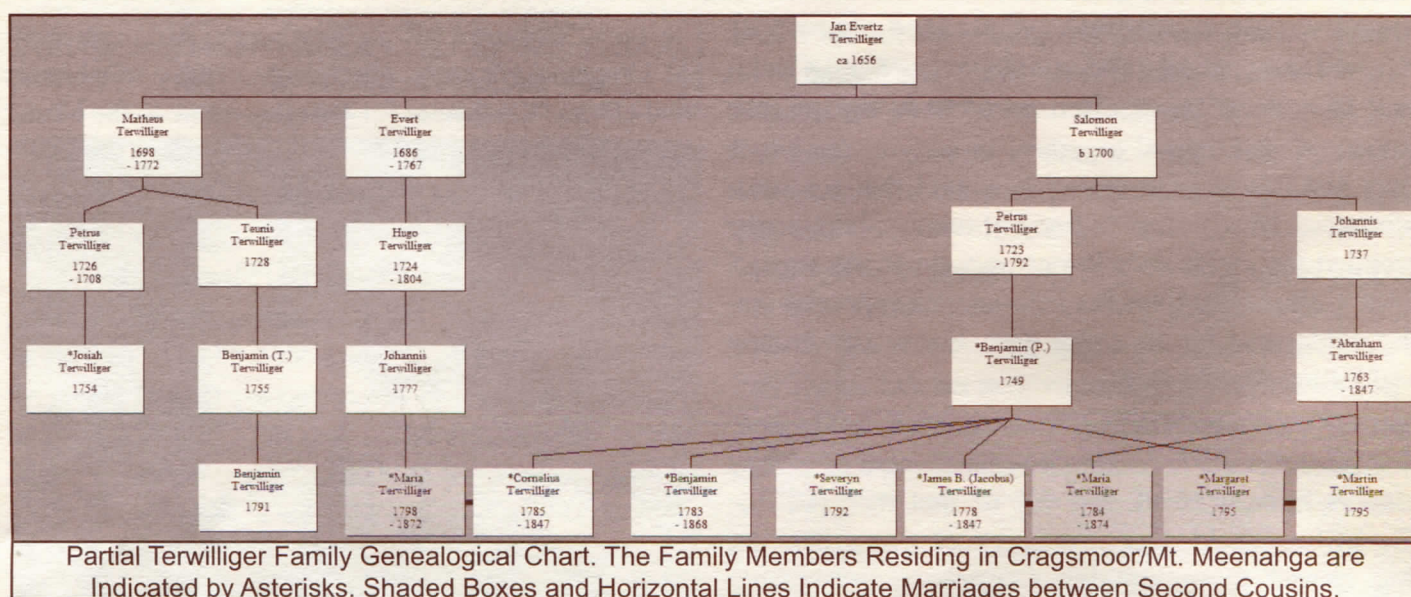 Jan Evertz
Terwilliger
ca 1656
Matheus
Terwilliger
1698
- 1772
Evert
Terwilliger
1686
- 1767
Salomon
Terwilliger
b 1700
Petrus
Terwilliger
1726
- 1708
Teunis
Terwilliger
1728
Hugo
Terwilliger
1724
- 1804
Petrus
Terwilliger
1723
- 1792
Johannis
Terwilliger
1737
*Josiah
Terwilliger
1754
Benjamin (T.)
Terwilliger
1755
Johannis
Terwilliger
1777
*Benjamin (P.)
Terwilliger
1749
*Abraham
Terwilliger
1763
- 1847
Benjamin
Terwilliger
1791
*Maria
Terwilliger
1798
- 1872
*Cornelius
Terwilliger
1785
- 1847
*Benjamin
Terwilliger
1783
- 1868
*Severyn
Terwilliger
1792
*James B. (Jacobus)
Terwilliger
1778
- 1847
*Maria
Terwilliger
1784
- 1874
*Margaret
Terwilliger
1795
*Martin
Terwilliger
1795
Partial Terwilliger Family Genealogical Chart. The Family Members Residing in Cragsmoor/Mt. Meenahga are
Indicated by Asterisks. Shaded Boxes and Horizontal Lines Indicate Marriages between Second Cousins.